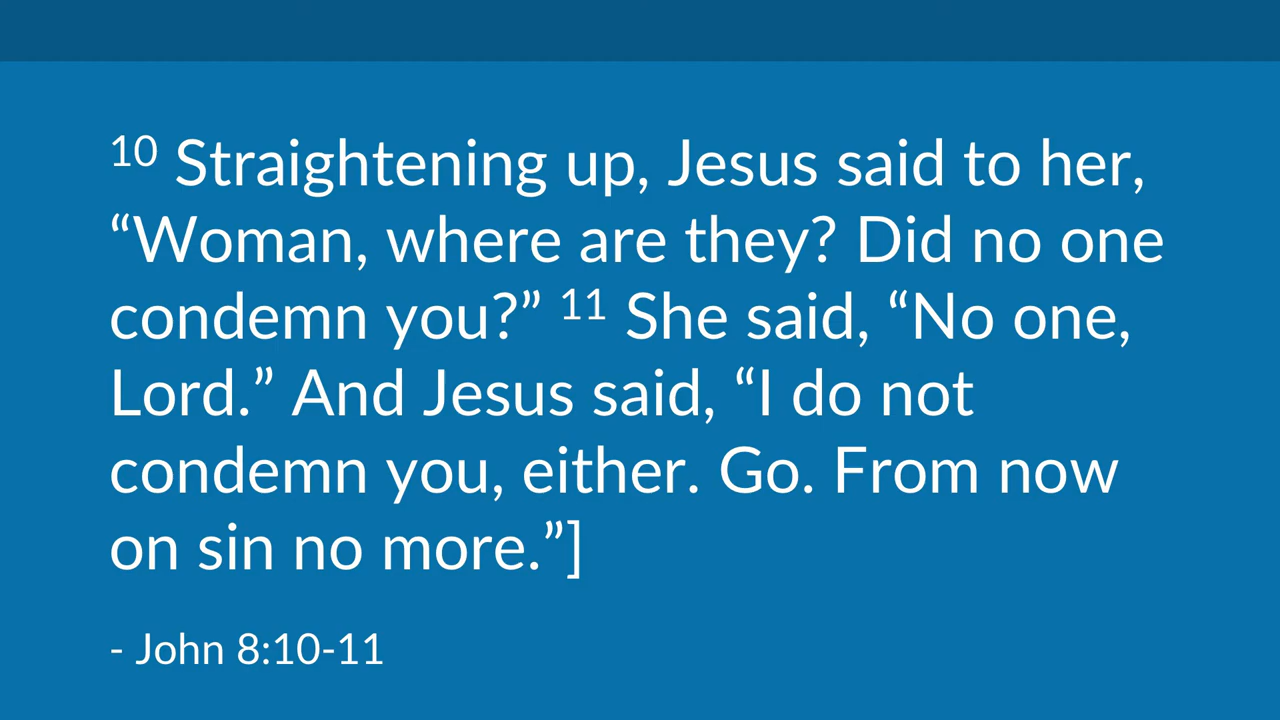 10 Straightening up, Jesus said to her,
“Woman, where are they? Did no one
condemn you?” 11 She said, “No one,
Lord.” And Jesus said, “I do not
condemn you, either. Go. From now
on sin no more.”]
- John 8:10-11